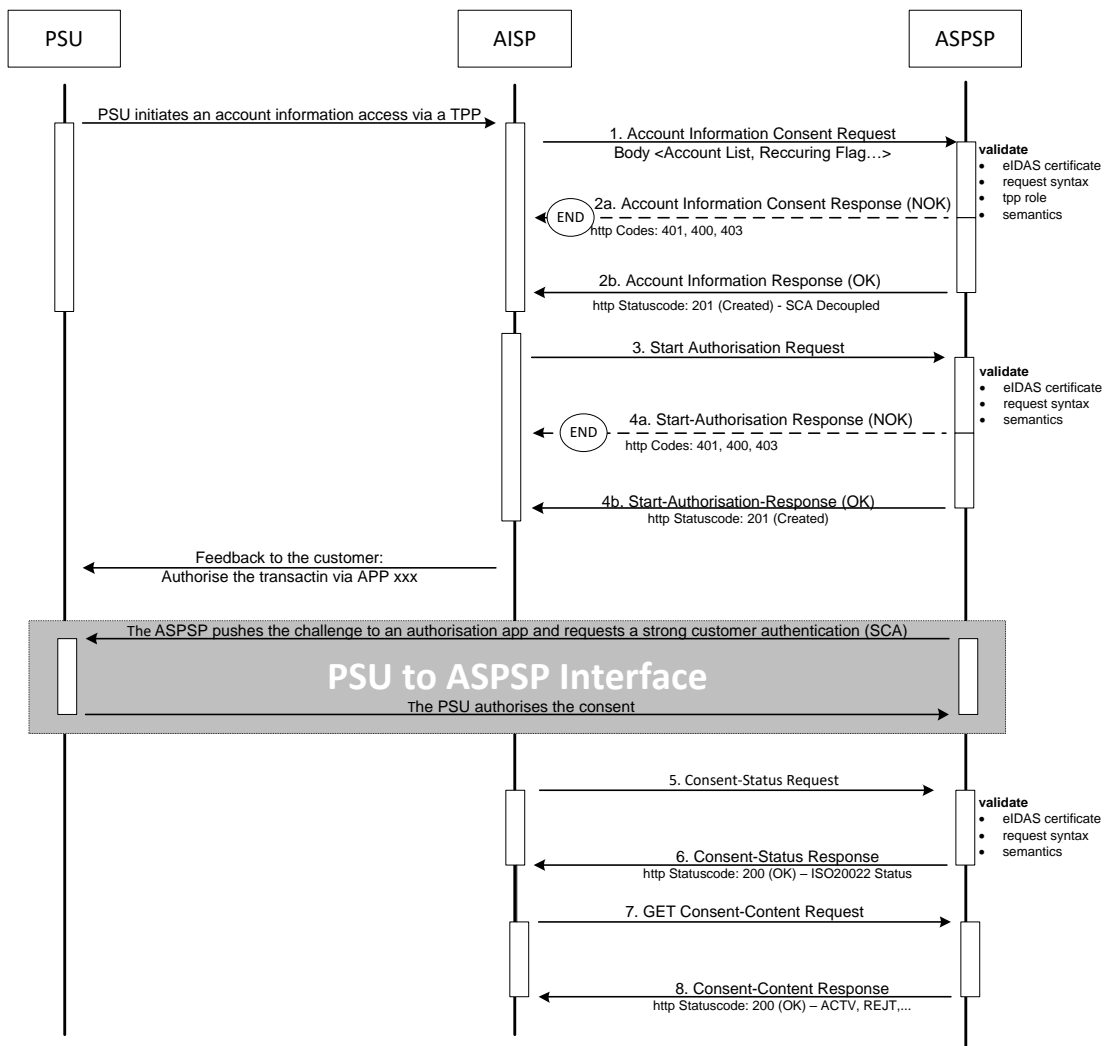 PSU
AISP
ASPSP
PSU initiates an account information access via a TPP
1. Account Information Consent Request
Body <Account List, Reccuring Flag…>
validate
• eIDAS certificate
• request syntax
• tpp role
• semantics
2a. Account Information Consent Response (NOK)
END
http Codes: 401, 400, 403
2b. Account Information Response (OK)
http Statuscode: 201 (Created) - SCA Decoupled
3. Start Authorisation Request
validate
• eIDAS certificate
• request syntax
• semantics
4a. Start-Authorisation Response (NOK)
END
http Codes: 401, 400, 403
4b. Start-Authorisation-Response (OK)
http Statuscode: 201 (Created)
Feedback to the customer:
Authorise the transactin via APP xxx
The ASPSP pushes the challenge to an authorisation app and requests a strong customer authentication (SCA)
PSU to ASPSP Interface
The PSU authorises the consent
5. Consent-Status Request
validate
• eIDAS certificate
• request syntax
• semantics
6. Consent-Status Response
http Statuscode: 200 (OK) – ISO20022 Status
7. GET Consent-Content Request
8. Consent-Content Response
http Statuscode: 200 (OK) – ACTV, REJT,...